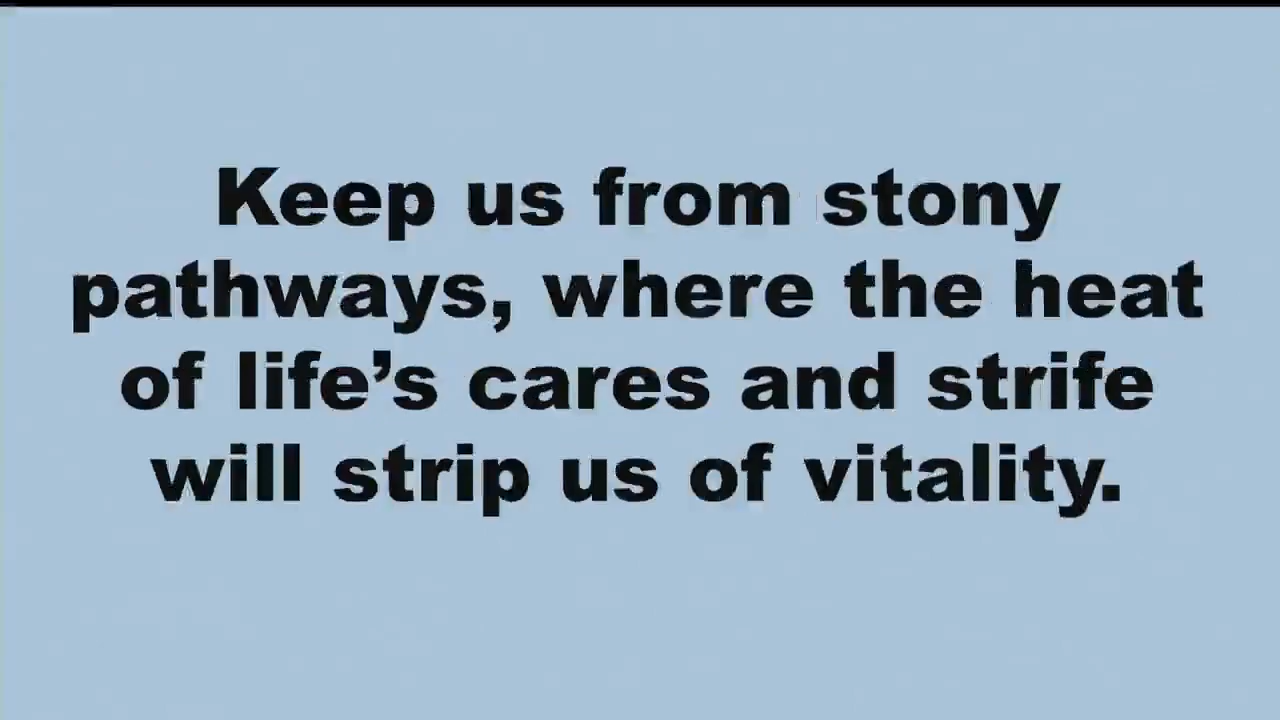 Keep us from stony
pathways, where the heat
of life’s cares and strife
will strip us of vitality.